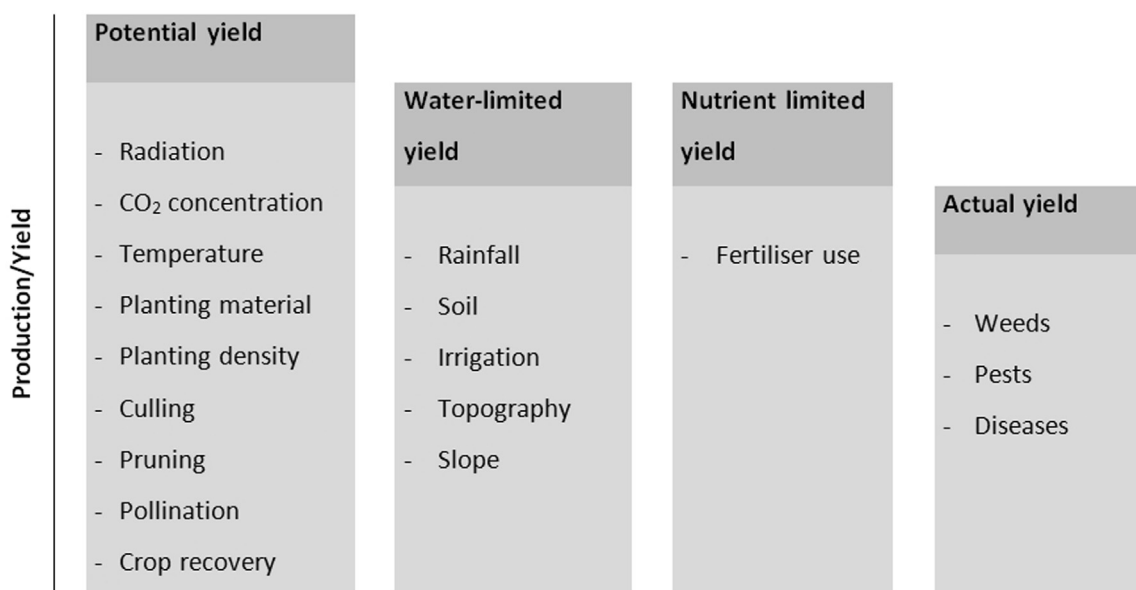 Production/Yield
Potential yield
- Radiation
- CO₂ concentration
- Temperature
- Planting material
- Planting density
- Culling
- Pruning
- Pollination
- Crop recovery
Water-limited
yield
- Rainfall
- Soil
- Irrigation
- Topography
- Slope
Nutrient limited
yield
- Fertiliser use
Actual yield
- Weeds
- Pests
- Diseases